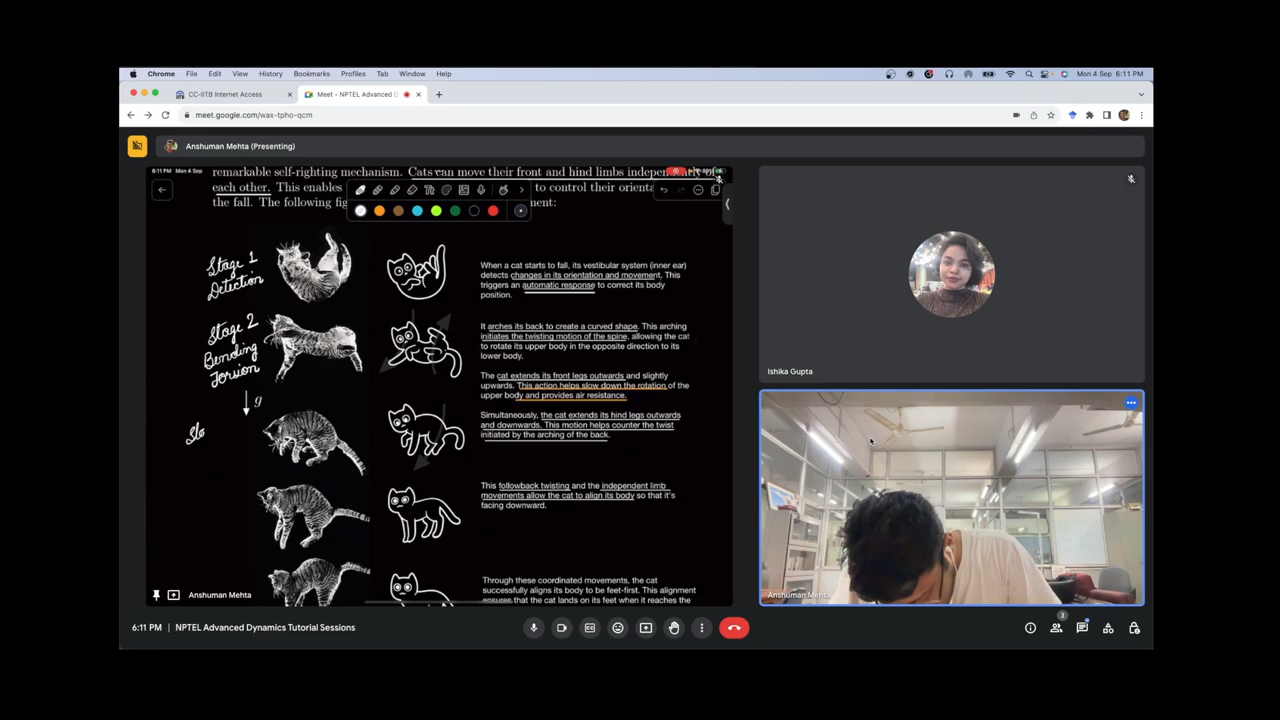 Chrome File Edit View History Bookmarks Profiles Tab Window Help Mon 4 Sep 6:11 PM
CC-IITB Internet Access Meet - NPTEL Advanced D
meet.google.com/wax-tpho-qcm
Anshuman Mehta (Presenting)
6:11 PM Mon 4 Sep
remarkable self-righting mechanism. Cats can move their front and hind limbs independently of
each other. This enables to control their orienta
the fall. The following fig ment:
Stage 1
Detection
When a cat starts to fall, its vestibular system (inner ear)
detects changes in its orientation and movement. This
triggers an automatic response to correct its body
position.
Stage 2
Bending
Torsion
It arches its back to create a curved shape. This arching
initiates the twisting motion of the spine, allowing the cat
to rotate its upper body in the opposite direction to its
lower body.
The cat extends its front legs outwards and slightly
upwards. This action helps slow down the rotation of the
upper body and provides air resistance.
g
Slo
Simultaneously, the cat extends its hind legs outwards
and downwards. This motion helps counter the twist
initiated by the arching of the back.
This followback twisting and the independent limb
movements allow the cat to align its body so that it's
facing downward.
Through these coordinated movements, the cat
successfully aligns its body to be feet-first. This alignment
ensures that the cat lands on its feet when it reaches the
Anshuman Mehta
Ishika Gupta
Anshuman Mehta
6:11 PM | NPTEL Advanced Dynamics Tutorial Sessions
3